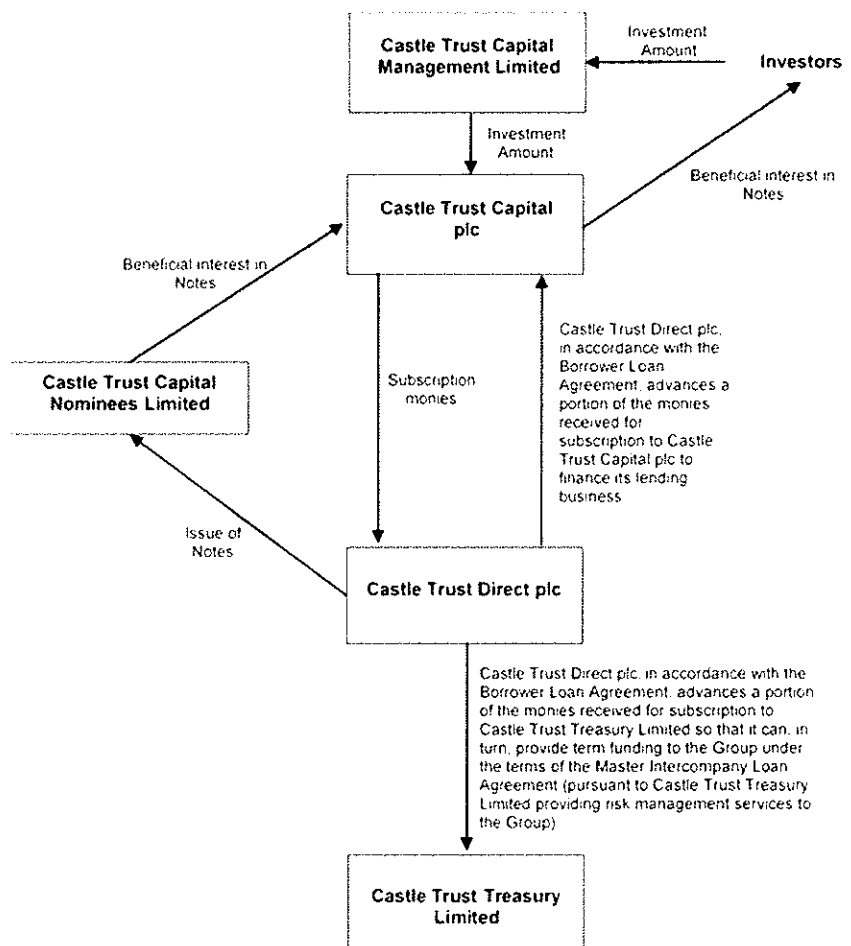 Castle Trust Capital
Management Limited
Investment
Amount
Investors
Investment
Amount
Castle Trust Capital
plc
Beneficial interest in
Notes
Beneficial interest in
Notes
Castle Trust Capital
Nominees Limited
Subscription
monies
Castle Trust Direct plc,
in accordance with the
Borrower Loan
Agreement, advances a
portion of the monies
received for
subscription to Castle
Trust Capital plc to
finance its lending
business
Issue of
Notes
Castle Trust Direct plc
Castle Trust Direct plc, in accordance with the
Borrower Loan Agreement, advances a portion
of the monies received for subscription to
Castle Trust Treasury Limited so that it can, in
turn, provide term funding to the Group under
the terms of the Master Intercompany Loan
Agreement (pursuant to Castle Trust Treasury
Limited providing risk management services to
the Group)
Castle Trust Treasury
Limited